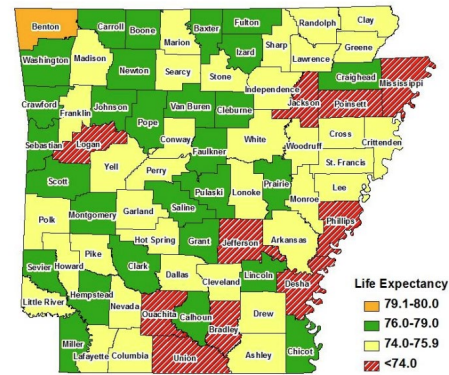 Benton
Carroll
Boone
Baxter
Fulton
Randolph
Clay
Marion
Sharp
Greene
Washington
Madison
Newton
Searcy
Izard
Lawrence
Stone
Independence
Craighead
Mississippi
Crawford
Franklin
Johnson
Van Buren
Cleburne
Jackson
Poinsett
Pope
Sebastian
Logan
Conway
Faulkner
White
Woodruff
Cross
Crittenden
St. Francis
Yell
Perry
Scott
Pulaski
Lonoke
Prairie
Lee
Monroe
Polk
Montgomery
Garland
Saline
Phillips
Hot Spring
Grant
Jefferson
Arkansas
Sevier
Howard
Pike
Clark
Dallas
Cleveland
Lincoln
Desha
Little River
Hempstead
Nevada
Ouachita
Calhoun
Bradley
Drew
Miller
Lafayette
Columbia
Union
Ashley
Chicot
Life Expectancy
79.1-80.0
76.0-79.0
74.0-75.9
<74.0